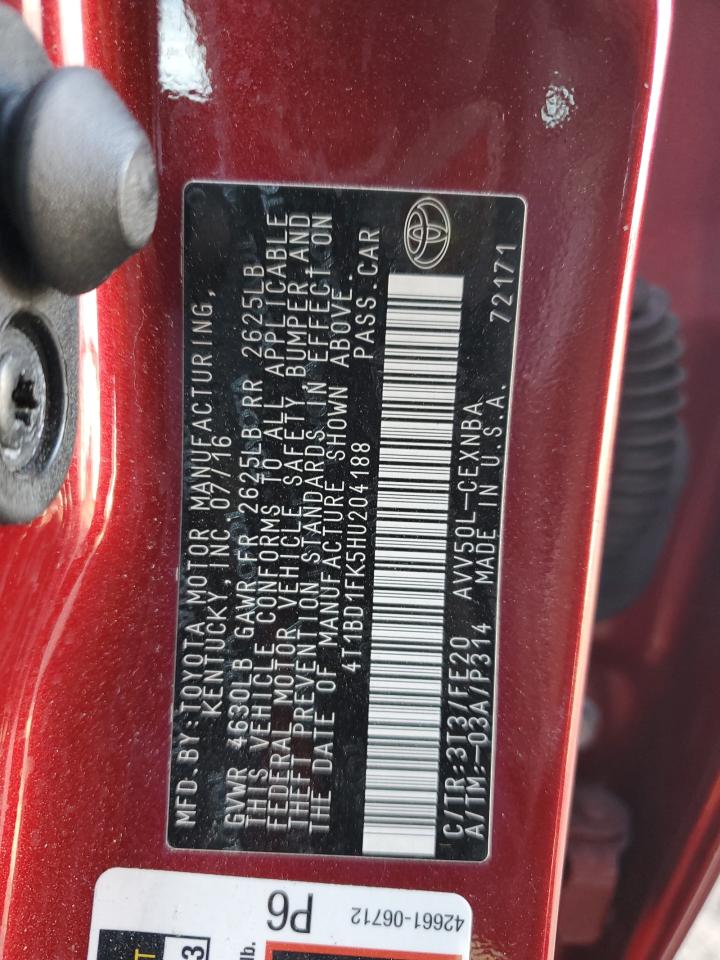 MFD. BY: TOYOTA MOTOR MANUFACTURING,
KENTUCKY, INC. 07/16
GVWR 4630LB GAWR FR 2625LB RR 2625LB
THIS VEHICLE CONFORMS TO ALL APPLICABLE
FEDERAL MOTOR VEHICLE SAFETY, BUMPER, AND
THEFT PREVENTION STANDARDS IN EFFECT ON
THE DATE OF MANUFACTURE SHOWN ABOVE.
4T1BD1FK5HU204188 PASS.CAR
C/TR:3T3/FE20 AVV50L-CEXNBA 72171
A/TM:-03A/P314 MADE IN U.S.A.
P6
42661-06712
lb.
3